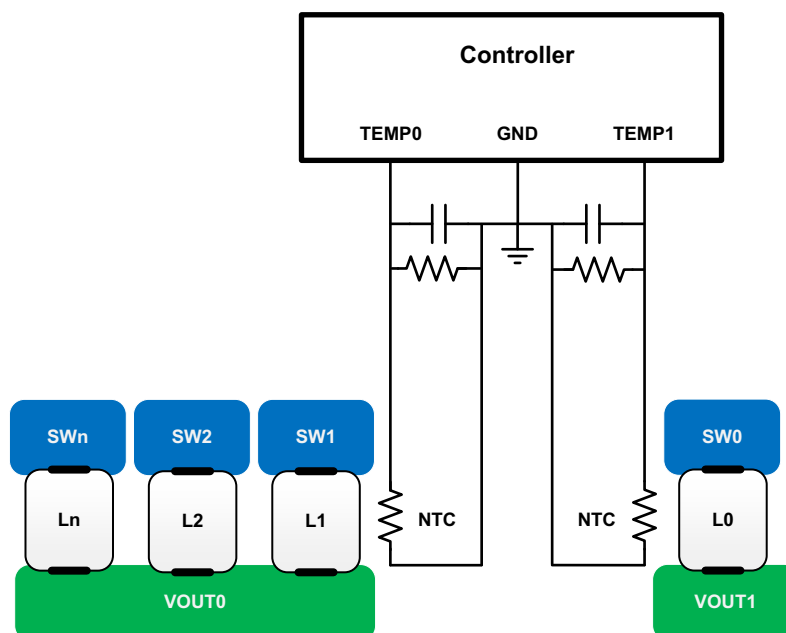 Controller
TEMP0 GND TEMP1
SWn SW2 SW1 SW0
Ln L2 L1 NTC NTC L0
VOUT0 VOUT1